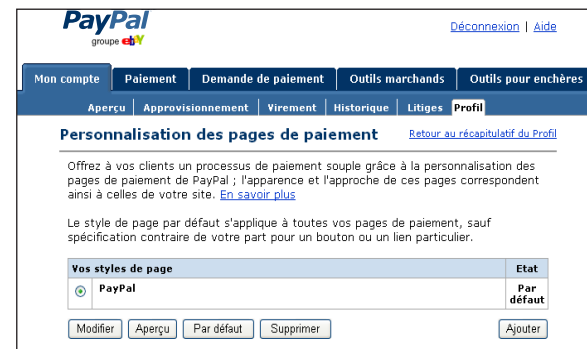 PayPal
groupe ebY
Déconnexion | Aide
Mon compte Paiement Demande de paiement Outils marchands Outils pour enchères
Aperçu Approvisionnement Virement Historique Litiges Profil
Personnalisation des pages de paiement Retour au récapitulatif du Profil
Offrez à vos clients un processus de paiement souple grâce à la personnalisation des
pages de paiement de PayPal ; l'apparence et l'approche de ces pages correspondent
ainsi à celles de votre site. En savoir plus
Le style de page par défaut s'applique à toutes vos pages de paiement, sauf
spécification contraire de votre part pour un bouton ou un lien particulier.
Vos styles de page Etat
PayPal Par
défaut
Modifier Aperçu Par défaut Supprimer Ajouter